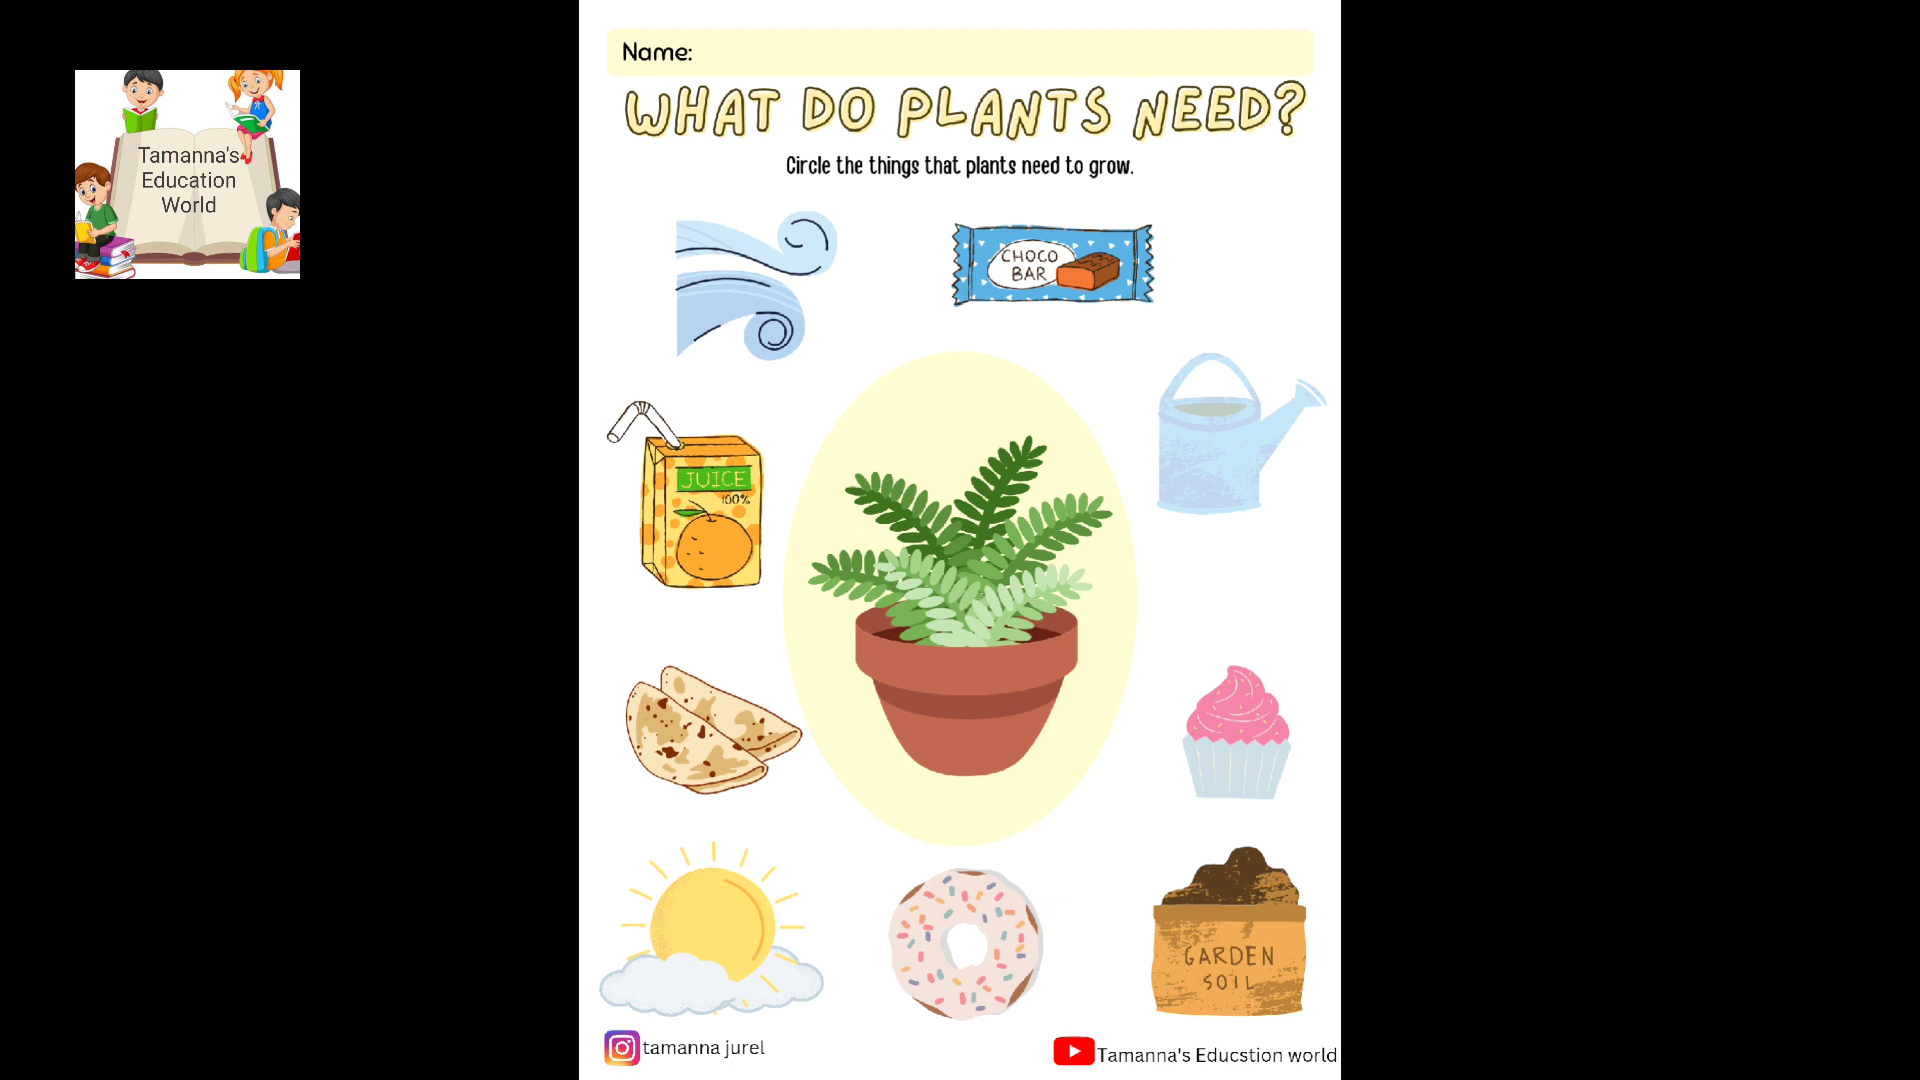 Tamanna's
Education
World
Name:
WHAT DO PLANTS NEED?
Circle the things that plants need to grow.
CHOCO
BAR
JUICE
100%
GARDEN
SOIL
tamanna jurel
Tamanna's Educstion world